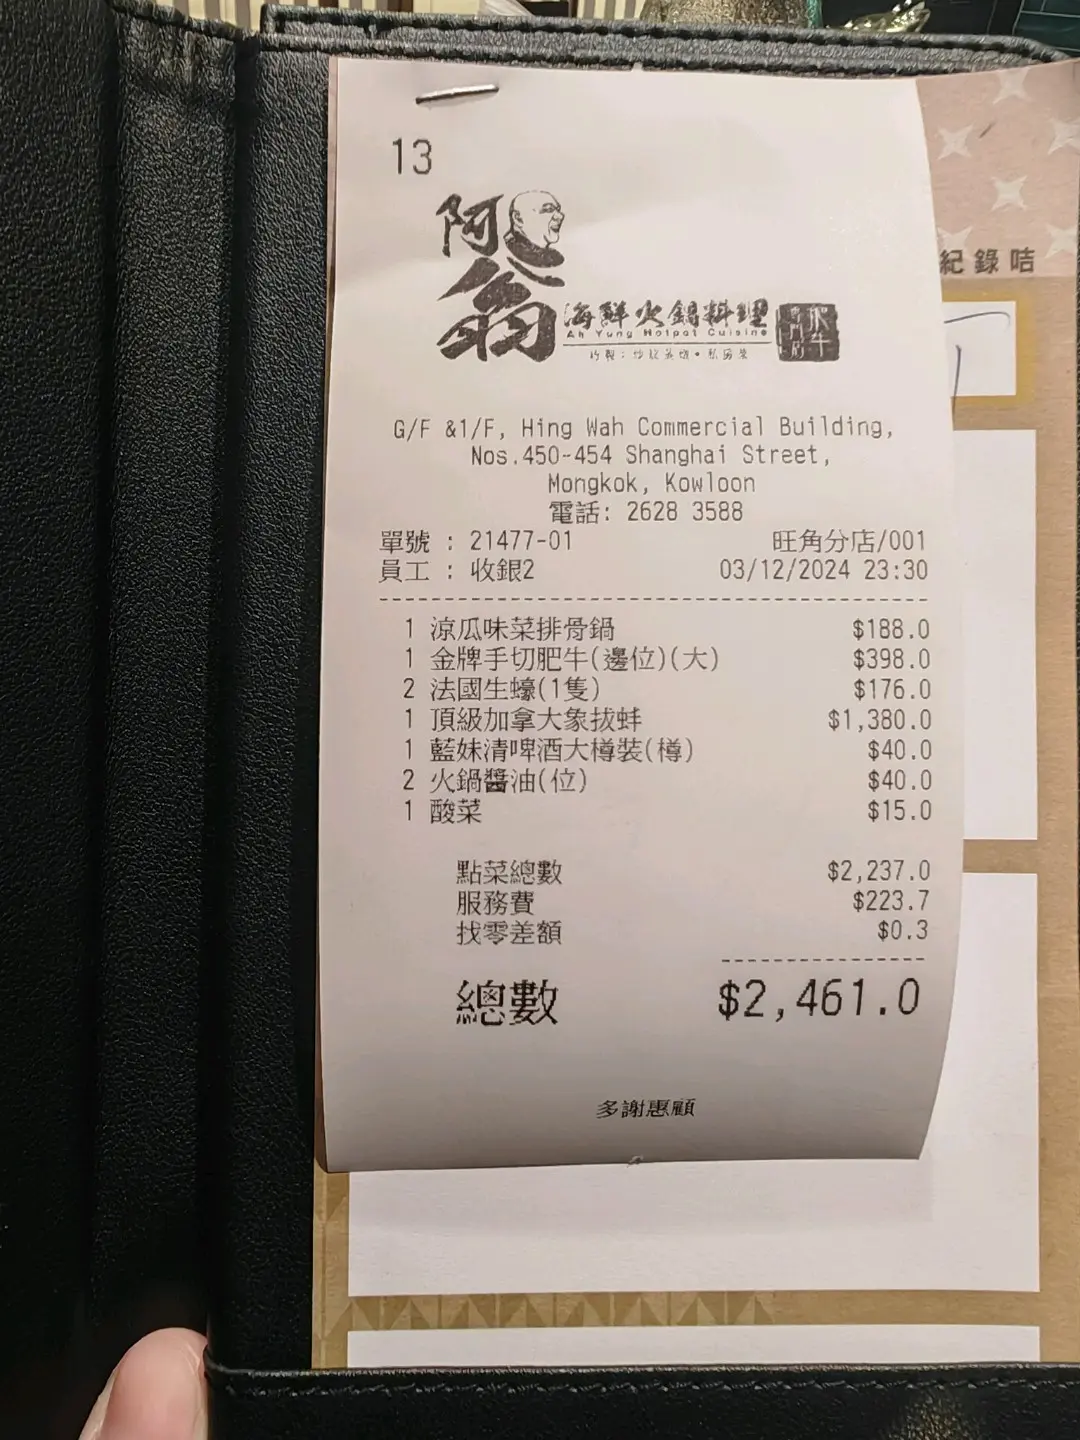 13
阿翁
海鮮火鍋料理
Ah Yung Hotpot Cuisine
G/F &1/F, Hing Wah Commercial Building,
Nos.450-454 Shanghai Street,
Mongkok, Kowloon
電話: 2628 3588
單號 : 21477-01 旺角分店/001
員工 : 收銀2 03/12/2024 23:30
1 涼瓜味菜排骨鍋 $188.0
1 金牌手切肥牛(邊位)(大) $398.0
2 法國生蠔(1隻) $176.0
1 頂級加拿大象拔蚌 $1,380.0
1 藍妹清啤酒大樽裝(樽) $40.0
2 火鍋醬油(位) $40.0
1 酸菜 $15.0
點菜總數 $2,237.0
服務費 $223.7
找零差額 $0.3
總數 $2,461.0
多謝惠顧
紀錄咭